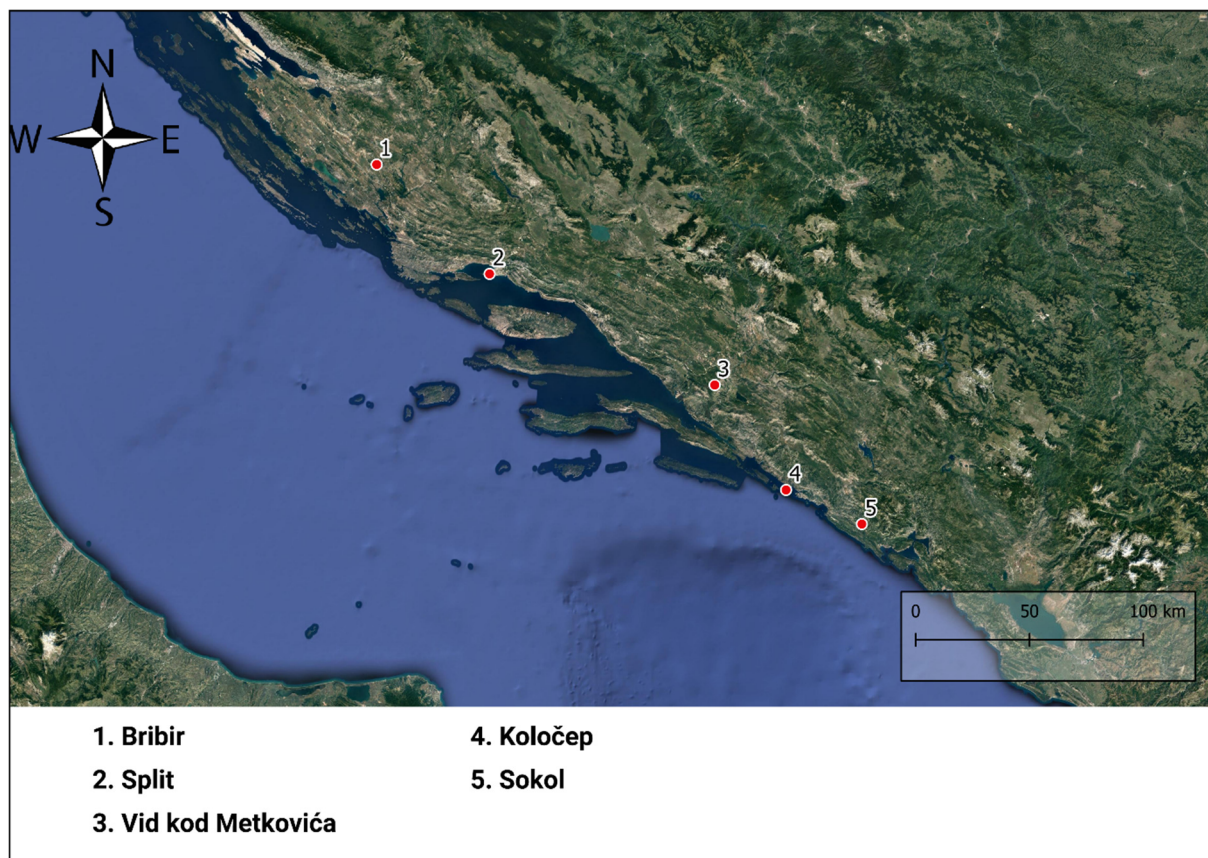 N
W E
S
1
2
3
4
5
0 50 100 km
1. Bribir
2. Split
3. Vid kod Metkovića
4. Koločep
5. Sokol